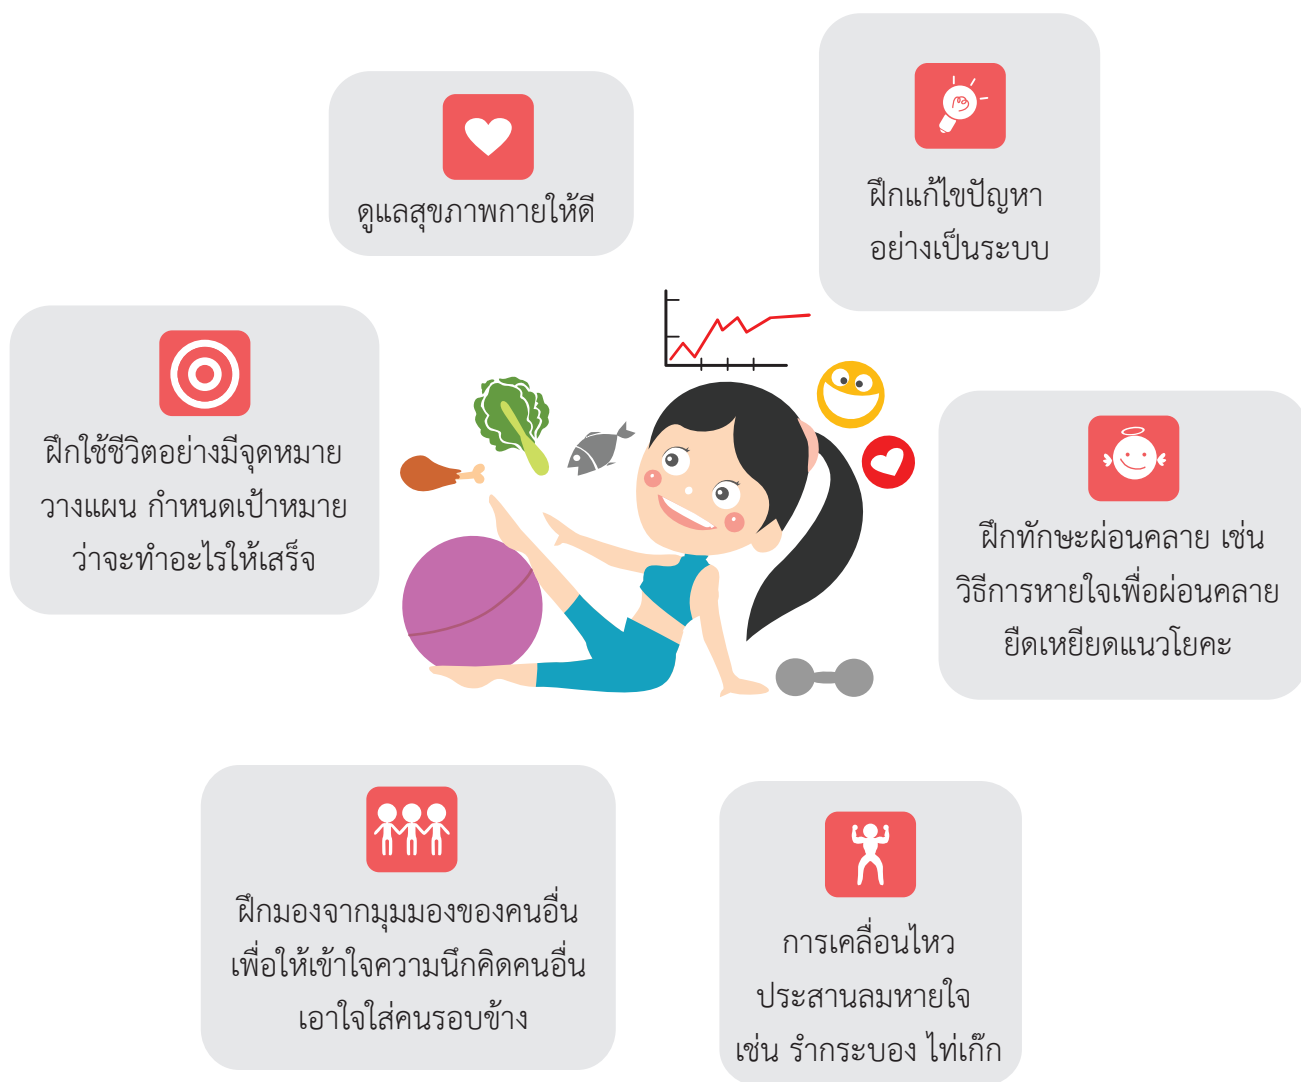 ดูแลสุขภาพกายให้ดี
ฝึกแก้ไขปัญหา
อย่างเป็นระบบ
ฝึกใช้ชีวิตอย่างมีจุดหมาย
วางแผน กำหนดเป้าหมาย
ว่าจะทำอะไรให้เสร็จ
ฝึกทักษะผ่อนคลาย เช่น
วิธีการหายใจเพื่อผ่อนคลาย
ยืดเหยียดแนวโยคะ
ฝึกมองจากมุมมองของคนอื่น
เพื่อให้เข้าใจความนึกคิดคนอื่น
เอาใจใส่คนรอบข้าง
การเคลื่อนไหว
ประสานลมหายใจ
เช่น รำกระบอง ไท่เก๊ก